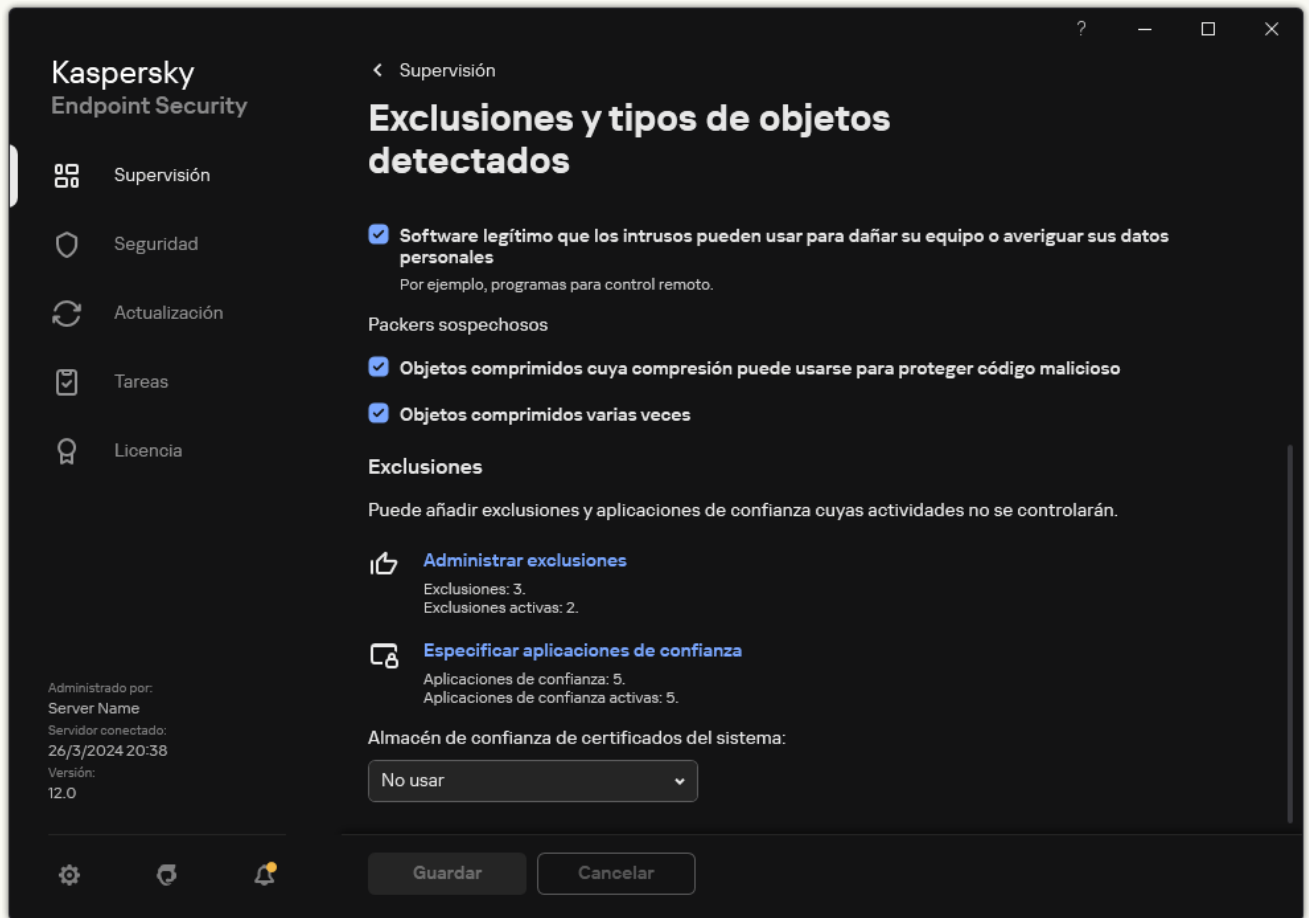 ?
Kaspersky
Endpoint Security
Supervisión
Seguridad
Actualización
Tareas
Licencia
Administrado por:
Server Name
Servidor conectado:
26/3/2024 20:38
Versión:
12.0
Supervisión
Exclusiones y tipos de objetos
detectados
Software legítimo que los intrusos pueden usar para dañar su equipo o averiguar sus datos
personales
Por ejemplo, programas para control remoto.
Packers sospechosos
Objetos comprimidos cuya compresión puede usarse para proteger código malicioso
Objetos comprimidos varias veces
Exclusiones
Puede añadir exclusiones y aplicaciones de confianza cuyas actividades no se controlarán.
Administrar exclusiones
Exclusiones: 3.
Exclusiones activas: 2.
Especificar aplicaciones de confianza
Aplicaciones de confianza: 5.
Aplicaciones de confianza activas: 5.
Almacén de confianza de certificados del sistema:
No usar
Guardar
Cancelar